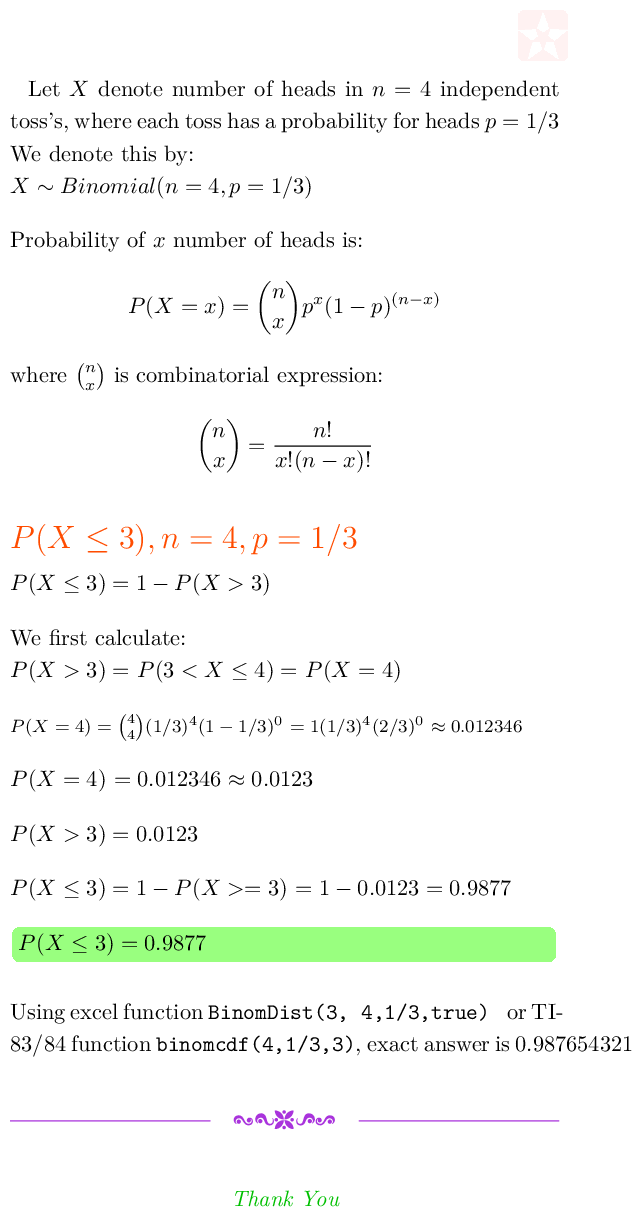 Let X denote number of heads in n = 4 independent
toss's, where each toss has a probability for heads p = 1/3
We denote this by:
X ∼ Binomial(n = 4, p = 1/3)
Probability of x number of heads is:
P(X = x) = \binom{n}{x} p^x (1 − p)^{(n−x)}
where \binom{n}{x} is combinatorial expression:
\binom{n}{x} = \frac{n!}{x!(n − x)!}
P(X ≤ 3), n = 4, p = 1/3
P(X ≤ 3) = 1 − P(X > 3)
We first calculate:
P(X > 3) = P(3 < X ≤ 4) = P(X = 4)
P(X = 4) = \binom{4}{4}(1/3)^4(1 − 1/3)^0 = 1(1/3)^4(2/3)^0 ≈ 0.012346
P(X = 4) = 0.012346 ≈ 0.0123
P(X > 3) = 0.0123
P(X ≤ 3) = 1 − P(X >= 3) = 1 − 0.0123 = 0.9877
P(X ≤ 3) = 0.9877
Using excel function BinomDist(3, 4,1/3,true) or TI-
83/84 function binomcdf(4,1/3,3), exact answer is 0.987654321
Thank You